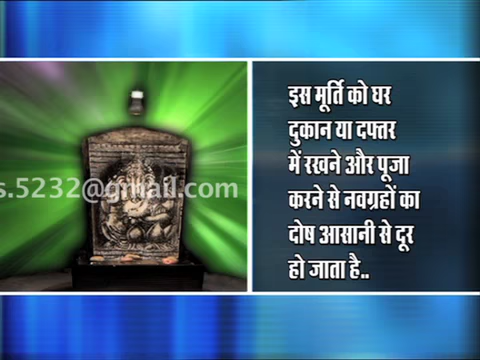 s.5232@gmail.com
इस मूर्ति को घर
दुकान या दफ्तर
में रखने और पूजा
करने से नवग्रहों का
दोष आसानी से दूर
हो जाता है..